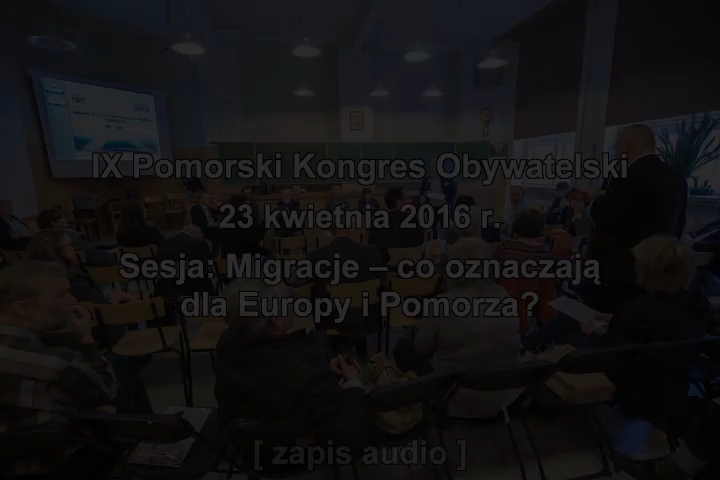 IX Pomorski Kongres Obywatelski
23 kwietnia 2016 r.
Sesja: Migracje – co oznaczają
dla Europy i Pomorza?
[ zapis audio ]